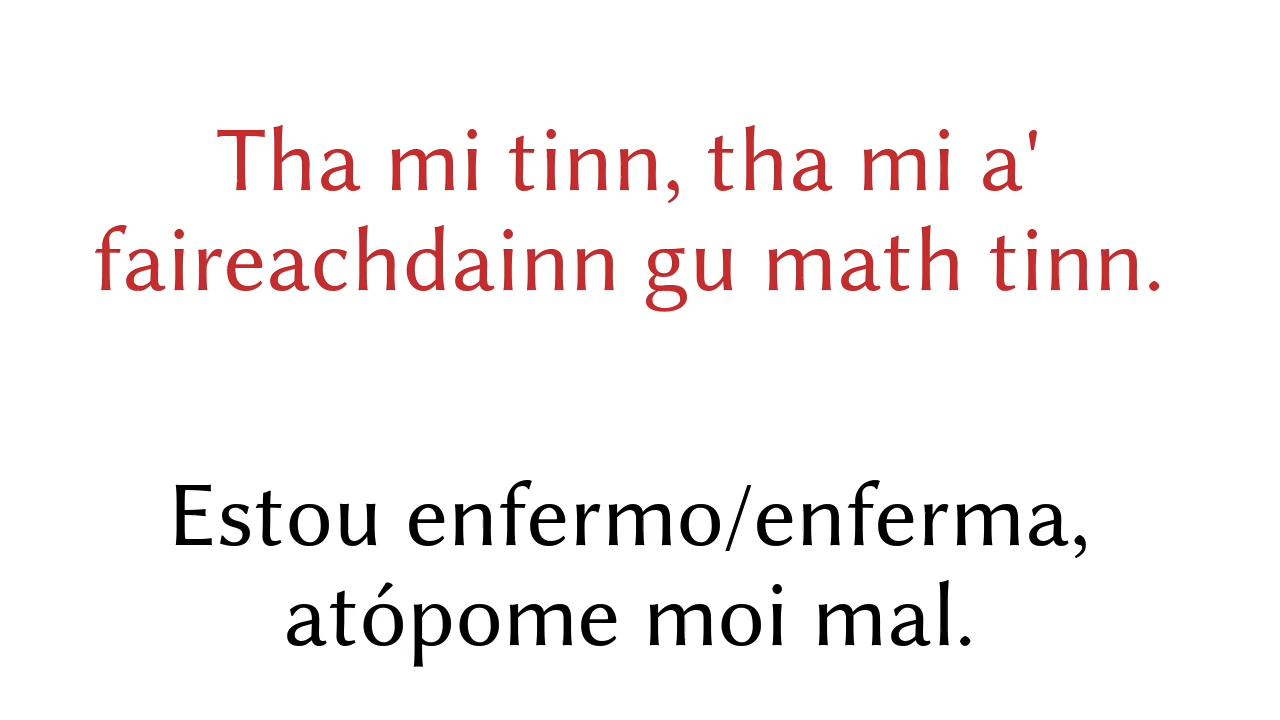 Tha mi tinn, tha mi a'
faireachdainn gu math tinn.
Estou enfermo/enferma,
atópome moi mal.